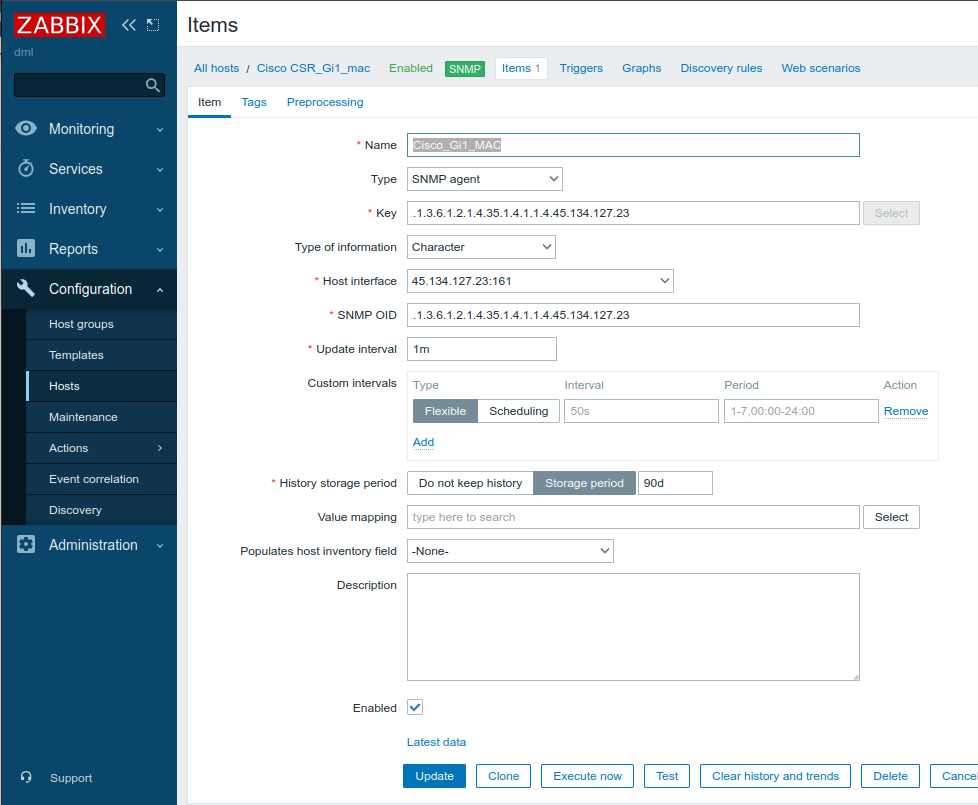 ZABBIX
dml
Monitoring
Services
Inventory
Reports
Configuration
Host groups
Templates
Hosts
Maintenance
Actions
Event correlation
Discovery
Administration
Support
Items
All hosts / Cisco CSR_Gi1_mac Enabled SNMP Items 1 Triggers Graphs Discovery rules Web scenarios
Item Tags Preprocessing
* Name Cisco_Gi1_MAC
Type SNMP agent
* Key .1.3.6.1.2.1.4.35.1.4.1.1.4.45.134.127.23 Select
Type of information Character
* Host interface 45.134.127.23:161
* SNMP OID .1.3.6.1.2.1.4.35.1.4.1.1.4.45.134.127.23
* Update interval 1m
Custom intervals Type Interval Period Action
Flexible Scheduling 50s 1-7,00:00-24:00 Remove
Add
* History storage period Do not keep history Storage period 90d
Value mapping type here to search Select
Populates host inventory field -None-
Description
Enabled
Latest data
Update Clone Execute now Test Clear history and trends Delete Cancel